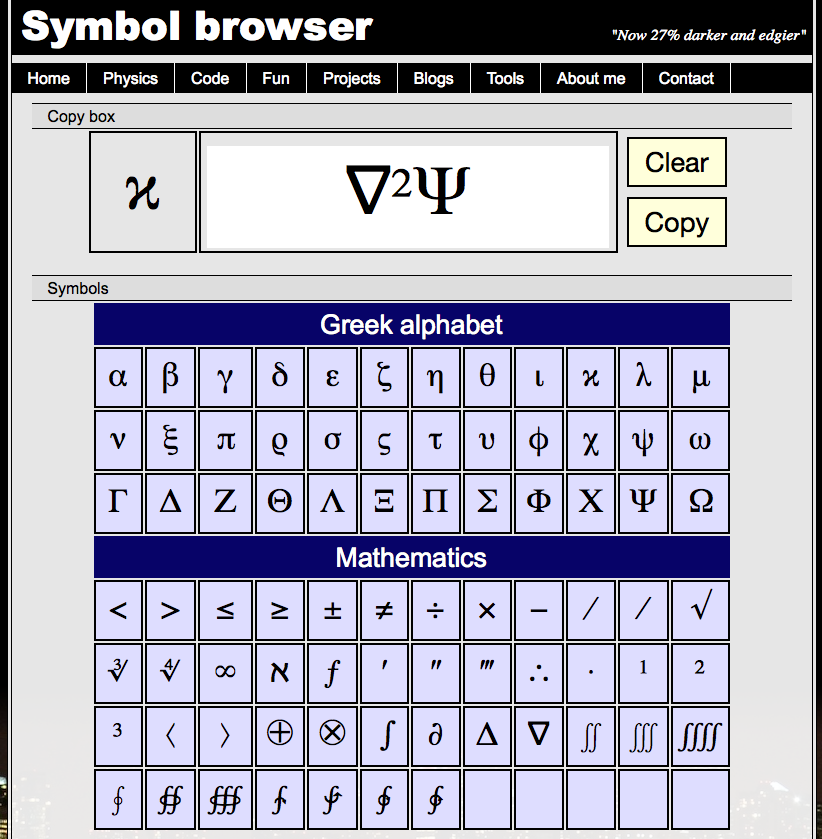 Symbol browser
"Now 27% darker and edgier"
Home Physics Code Fun Projects Blogs Tools About me Contact
Copy box
ϰ ∇²Ψ Clear
Copy
Symbols
Greek alphabet
α β γ δ ε ζ η θ ι ϰ λ μ
ν ξ π ϱ σ ς τ υ ϕ χ ψ ω
Γ Δ Ζ Θ Λ Ξ Π Σ Φ Χ Ψ Ω
Mathematics
< > ≤ ≥ ± ≠ ÷ × − ⁄ ∕ √
∛ ∜ ∞ ℵ ƒ ′ ″ ‴ ∴ · ¹ ²
³ 〈 〉 ⊕ ⊗ ∫ ∂ ∆ ∇ ∬ ∭ ⨌
∮ ∯ ∰ ∱ ⨑ ∲ ∳